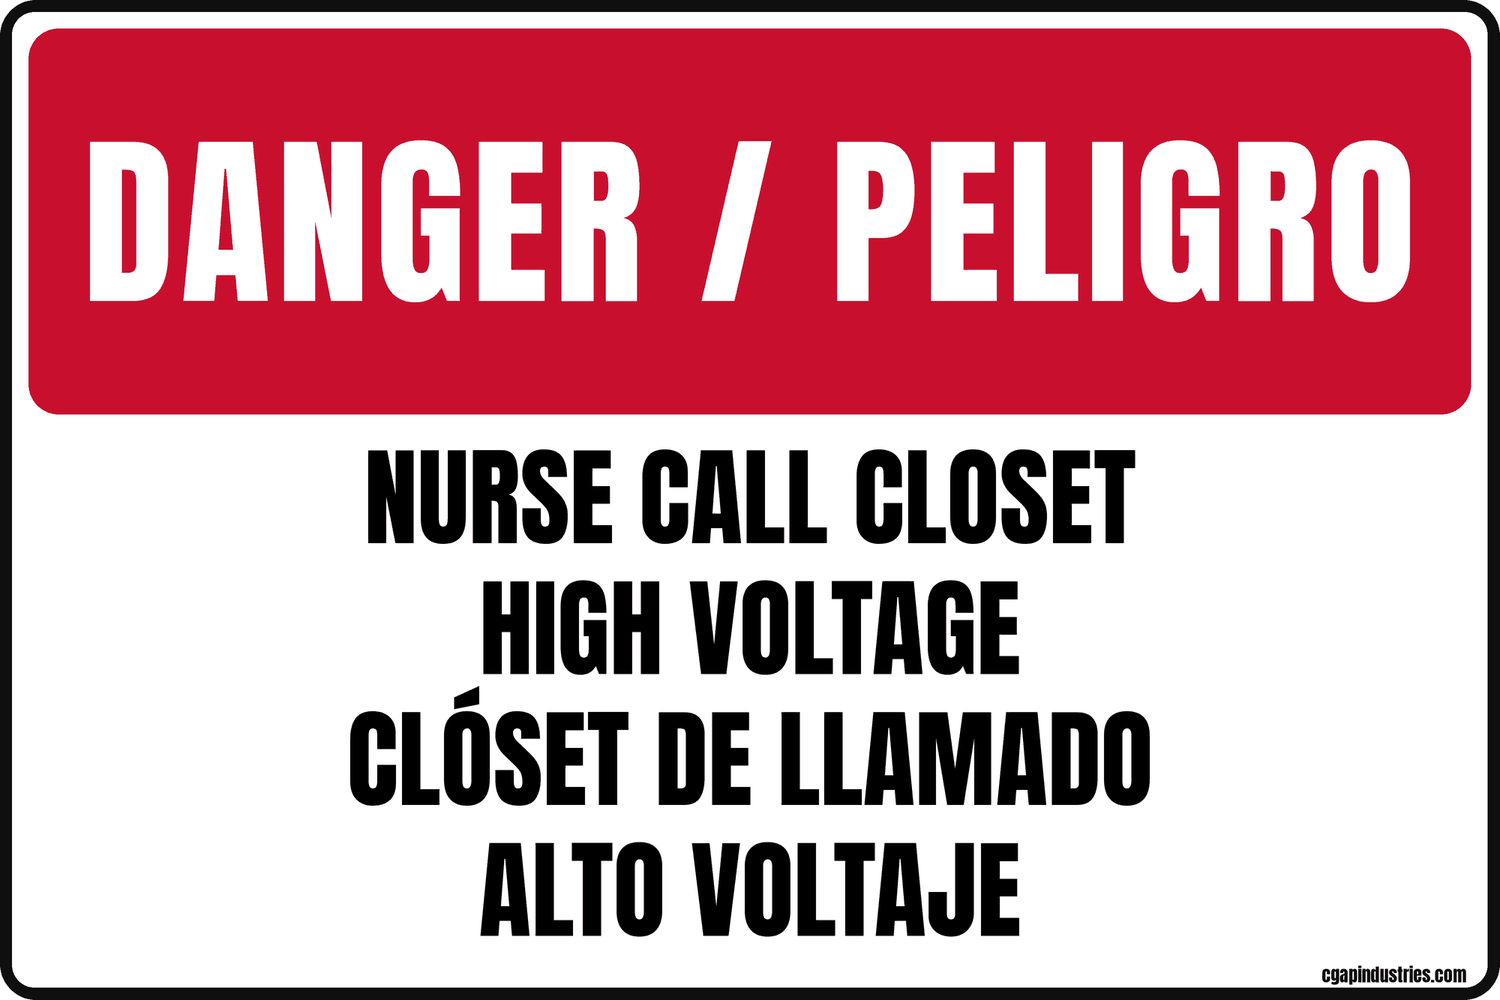 DANGER / PELIGRO
NURSE CALL CLOSET
HIGH VOLTAGE
CLÓSET DE LLAMADO
ALTO VOLTAJE
cgapindustries.com